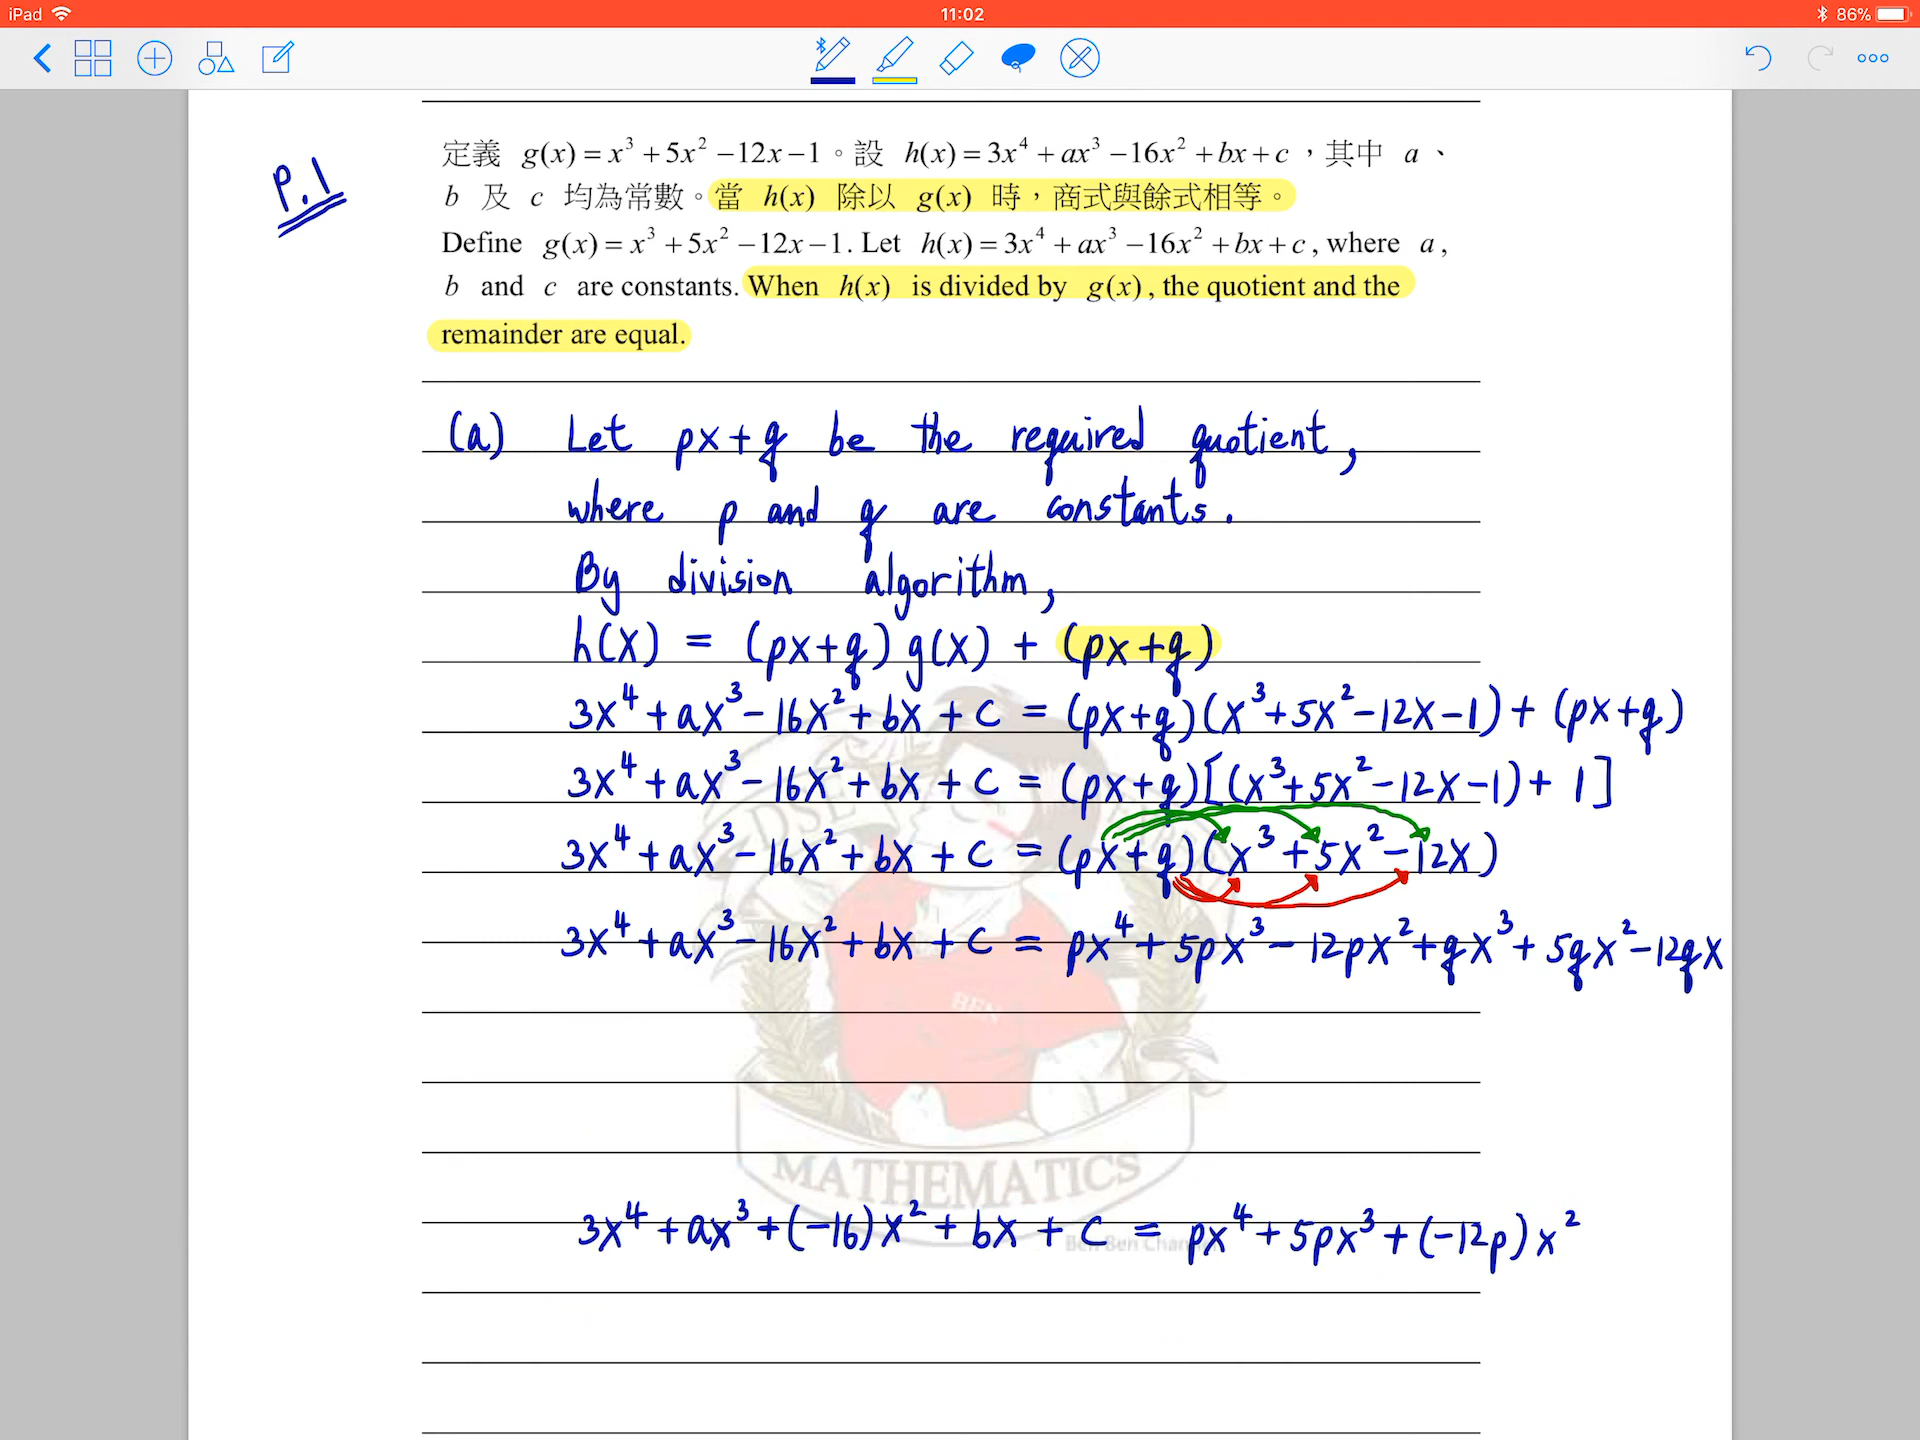 iPad 11:02 86%
P.1
定義 g(x) = x³ + 5x² − 12x − 1。設 h(x) = 3x⁴ + ax³ − 16x² + bx + c,其中 a、
b 及 c 均為常數。當 h(x) 除以 g(x) 時,商式與餘式相等。
Define g(x) = x³ + 5x² − 12x − 1. Let h(x) = 3x⁴ + ax³ − 16x² + bx + c, where a,
b and c are constants. When h(x) is divided by g(x), the quotient and the
remainder are equal.
(a) Let px + q be the required quotient,
where p and q are constants.
By division algorithm,
h(x) = (px+q) g(x) + (px+q)
3x⁴ + ax³ − 16x² + bx + c = (px+q)(x³ + 5x² − 12x − 1) + (px+q)
3x⁴ + ax³ − 16x² + bx + c = (px+q)[(x³ + 5x² − 12x − 1) + 1]
3x⁴ + ax³ − 16x² + bx + c = (px+q)(x³ + 5x² − 12x)
3x⁴ + ax³ − 16x² + bx + c = px⁴ + 5px³ − 12px² + qx³ + 5qx² − 12qx
BEN
MATHEMATICS
3x⁴ + ax³ + (−16)x² + bx + c = px⁴ + 5px³ + (−12p)x²